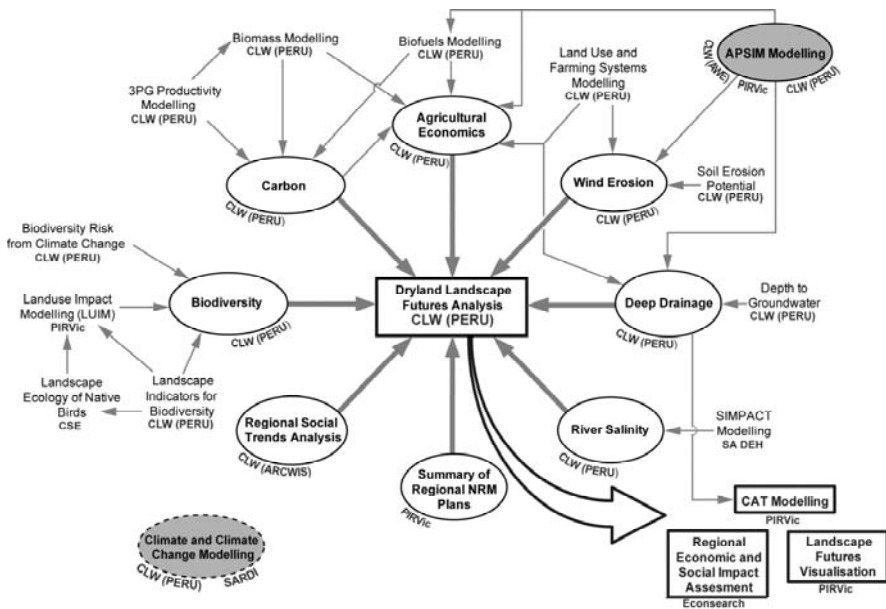 Biomass Modelling
CLW (PERU)
Biofuels Modelling
CLW (PERU)
Land Use and
Farming Systems
Modelling
CLW (PERU)
APSIM Modelling
CLW (AWE)
PIRVic
CLW (PERU)
3PG Productivity
Modelling
CLW (PERU)
Agricultural
Economics
CLW (PERU)
Carbon
CLW (PERU)
Wind Erosion
CLW (PERU)
Soil Erosion
Potential
CLW (PERU)
Biodiversity Risk
from Climate Change
CLW (PERU)
Landuse Impact
Modelling (LUIM)
PIRVic
Biodiversity
CLW (PERU)
Dryland Landscape
Futures Analysis
CLW (PERU)
Deep Drainage
CLW (PERU)
Depth to
Groundwater
CLW (PERU)
Landscape
Ecology of Native
Birds
CSE
Landscape
Indicators for
Biodiversity
CLW (PERU)
Regional Social
Trends Analysis
CLW (ARCWIS)
Summary of
Regional NRM
Plans
PIRVic
River Salinity
CLW (PERU)
SIMPACT
Modelling
SA DEH
CAT Modelling
PIRVic
Climate and Climate
Change Modelling
CLW (PERU)
SARDI
Regional
Economic and
Social Impact
Assesment
Econsearch
Landscape
Futures
Visualisation
PIRVic